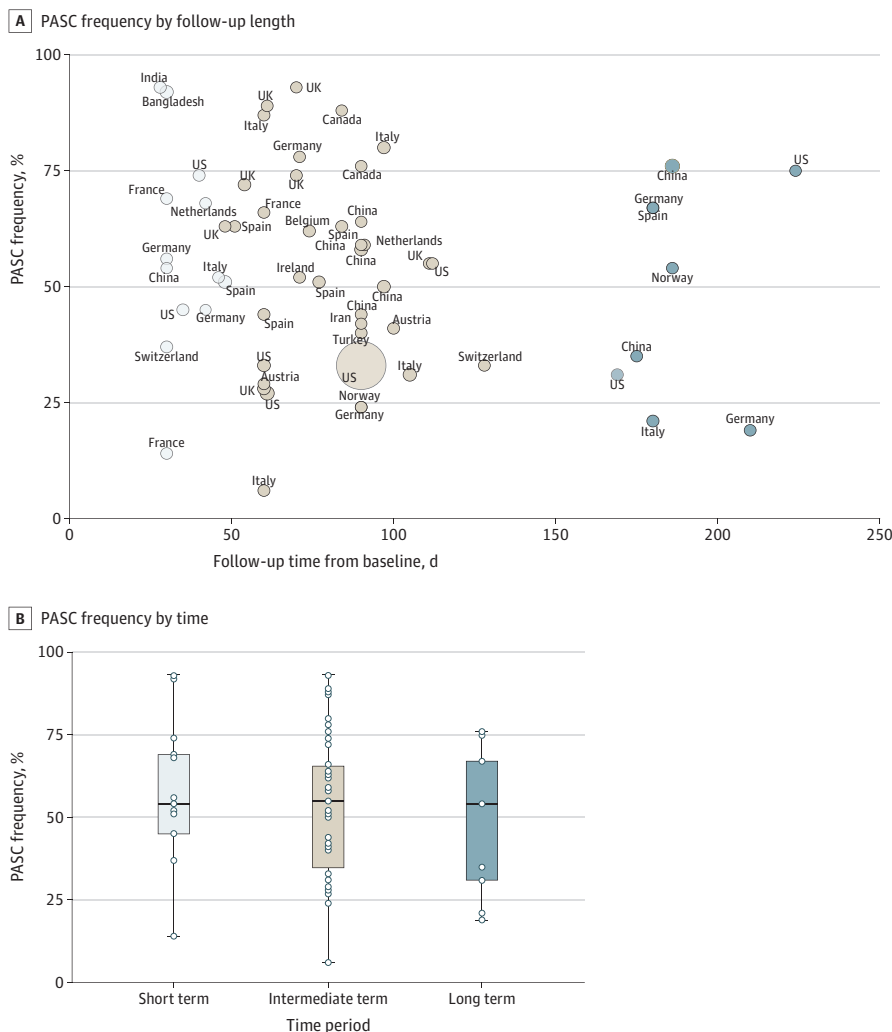 A PASC frequency by follow-up length
100
75
50
25
0
PASC frequency, %
India
Bangladesh
UK
UK
Italy
Canada
Italy
Germany
US
UK
UK
Canada
China
US
France
Netherlands
France
Germany
Spain
China
Belgium
UK
Spain
Spain
China
China
Netherlands
Germany
China
Italy
Spain
Ireland
Spain
UK
US
China
Norway
US
Germany
Spain
China
Iran
Austria
Turkey
Switzerland
US
Austria
UK
US
US
Italy
Norway
Germany
Switzerland
China
US
Italy
Germany
France
Italy
0
50
100
150
200
250
Follow-up time from baseline, d
B PASC frequency by time
100
75
50
25
0
PASC frequency, %
Short term
Intermediate term
Long term
Time period